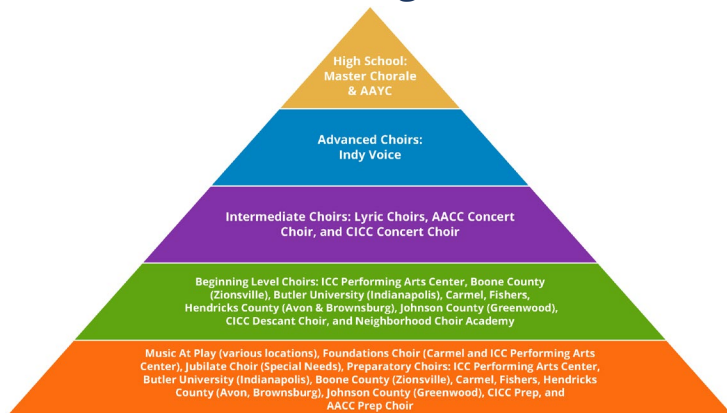 High School:
Master Chorale
& AAYC
Advanced Choirs:
Indy Voice
Intermediate Choirs: Lyric Choirs, AACC Concert
Choir, and CICC Concert Choir
Beginning Level Choirs: ICC Performing Arts Center, Boone County
(Zionsville), Butler University (Indianapolis), Carmel, Fishers,
Hendricks County (Avon & Brownsburg), Johnson County (Greenwood),
CICC Descant Choir, and Neighborhood Choir Academy
Music At Play (various locations), Foundations Choir (Carmel and ICC Performing Arts
Center), Jubilate Choir (Special Needs), Preparatory Choirs: ICC Performing Arts Center,
Butler University (Indianapolis), Boone County (Zionsville), Carmel, Fishers, Hendricks
County (Avon, Brownsburg), Johnson County (Greenwood), CICC Prep, and
AACC Prep Choir